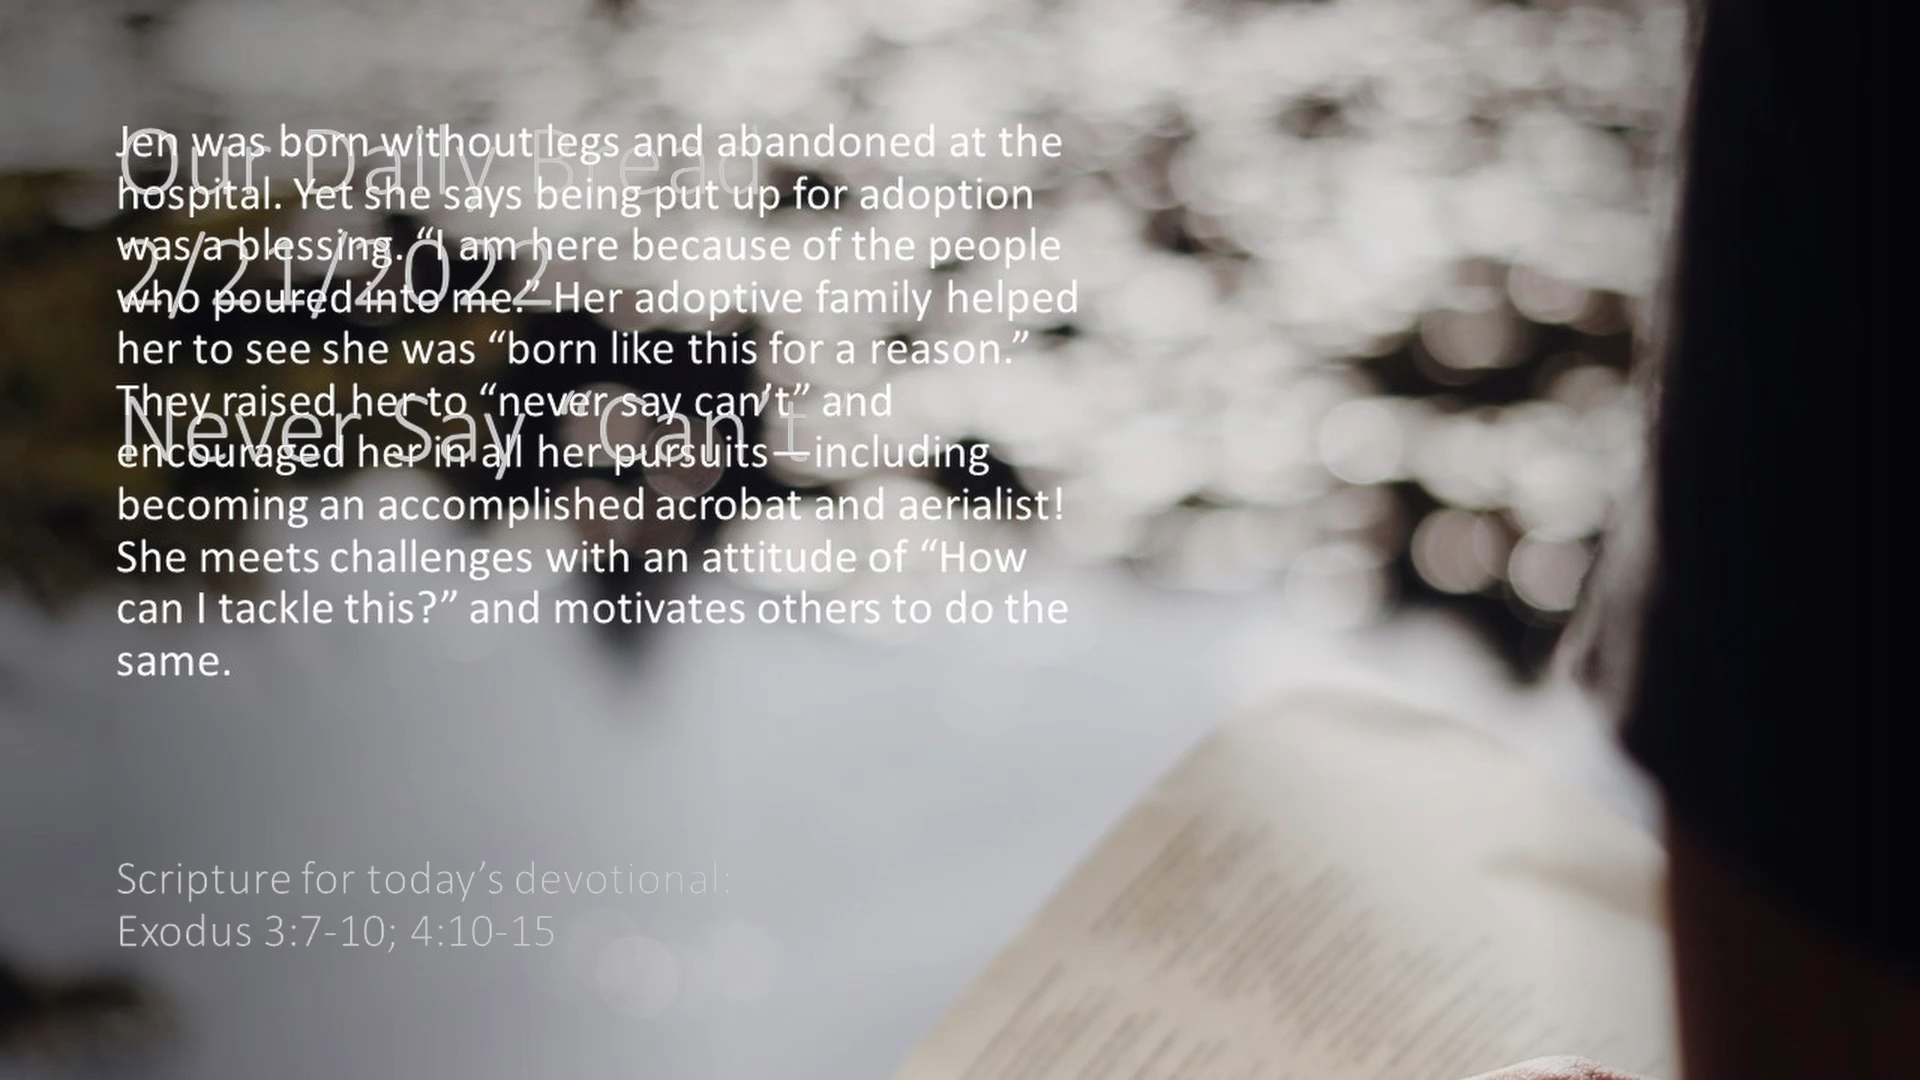 Our Daily Bread
2/21/2022
Never Say “Can’t
Jen was born without legs and abandoned at the
hospital. Yet she says being put up for adoption
was a blessing. “I am here because of the people
who poured into me.” Her adoptive family helped
her to see she was “born like this for a reason.”
They raised her to “never say can’t” and
encouraged her in all her pursuits—including
becoming an accomplished acrobat and aerialist!
She meets challenges with an attitude of “How
can I tackle this?” and motivates others to do the
same.
Scripture for today’s devotional:
Exodus 3:7-10; 4:10-15